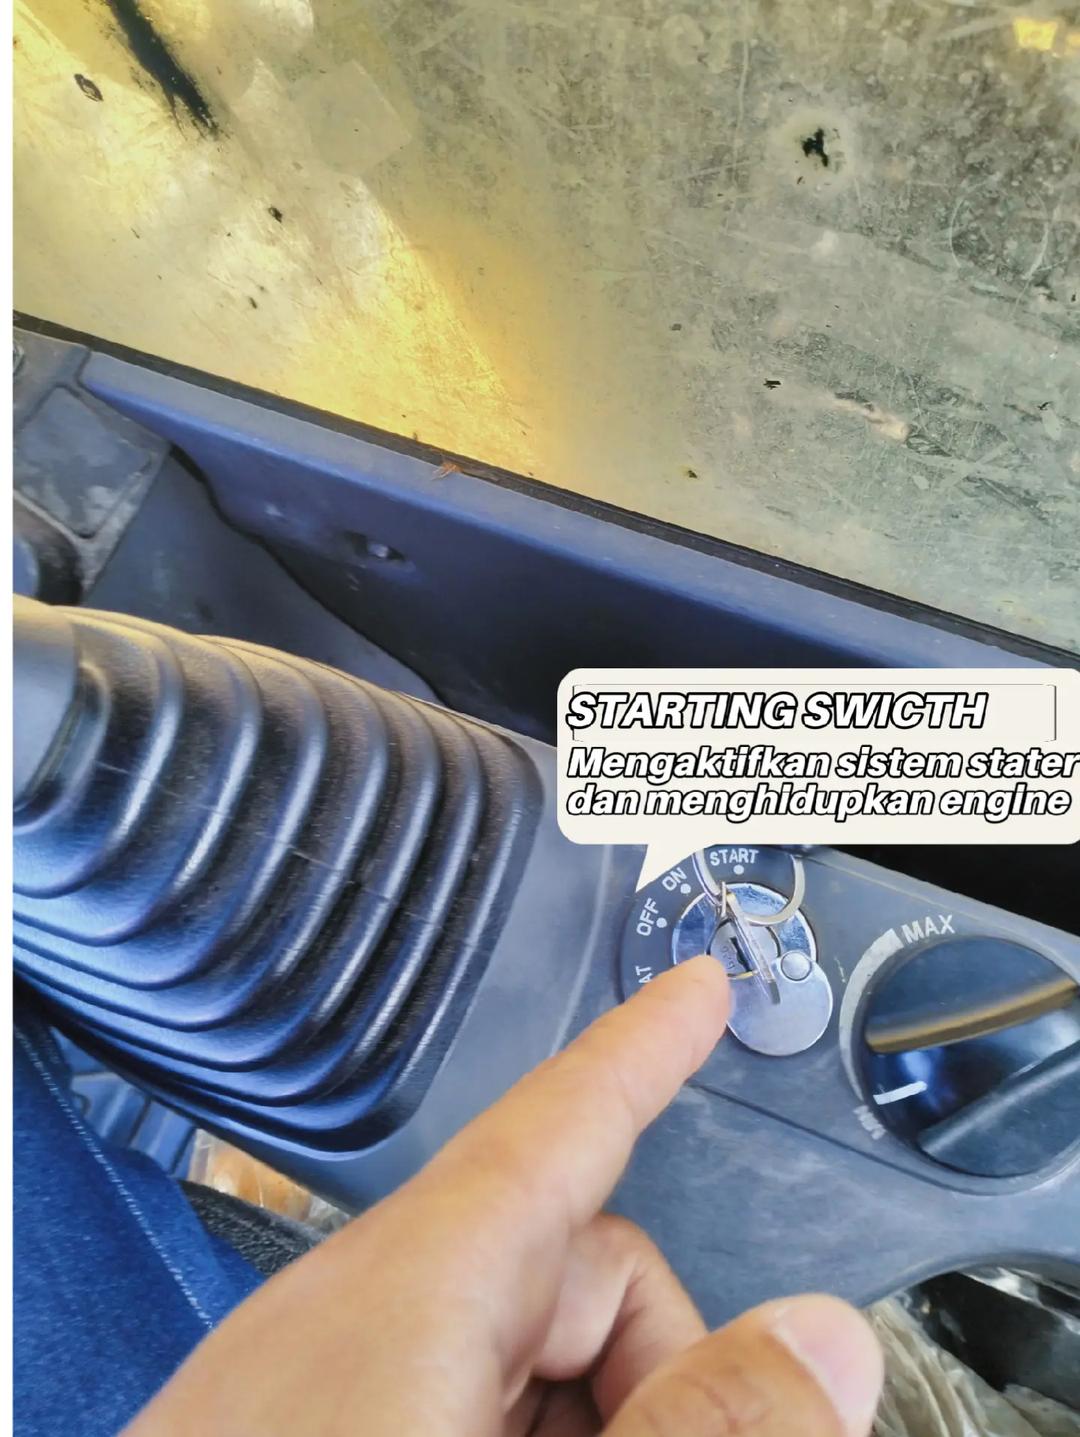 STARTING SWICTH
Mengaktifkan sistem stater
dan menghidupkan engine
START
ON
OFF
MAX